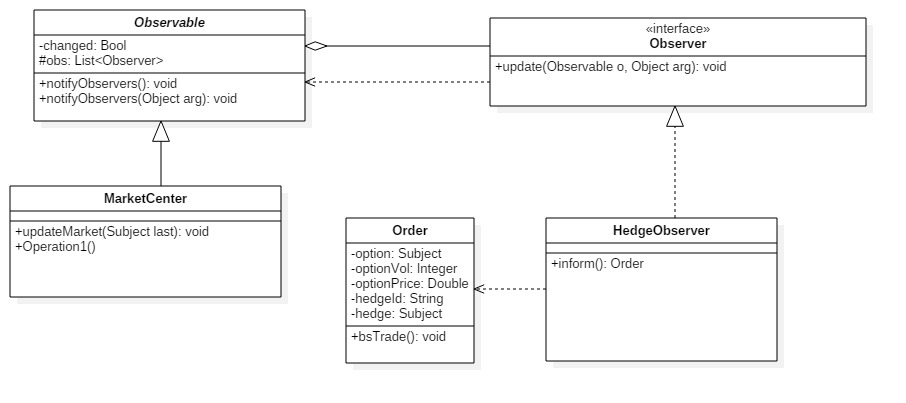 Observable
-changed: Bool
#obs: List<Observer>
+notifyObservers(): void
+notifyObservers(Object arg): void
«interface»
Observer
+update(Observable o, Object arg): void
MarketCenter
+updateMarket(Subject last): void
+Operation1()
Order
-option: Subject
-optionVol: Integer
-optionPrice: Double
-hedgeId: String
-hedge: Subject
+bsTrade(): void
HedgeObserver
+inform(): Order